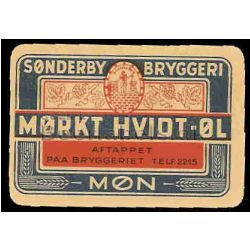 SØNDERBY BRYGGERI
MØRKT HVIDT-ØL
AFTAPPET
PAA BRYGGERIET TELF. 2215
MØN